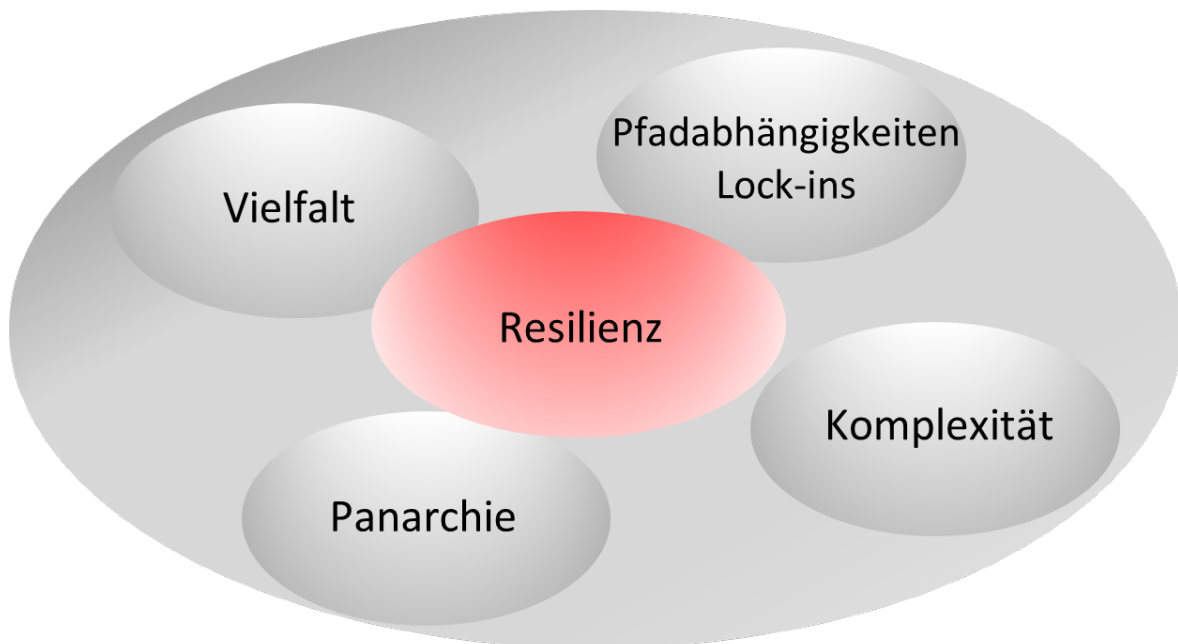 Vielfalt
Pfadabhängigkeiten
Lock-ins
Resilienz
Komplexität
Panarchie